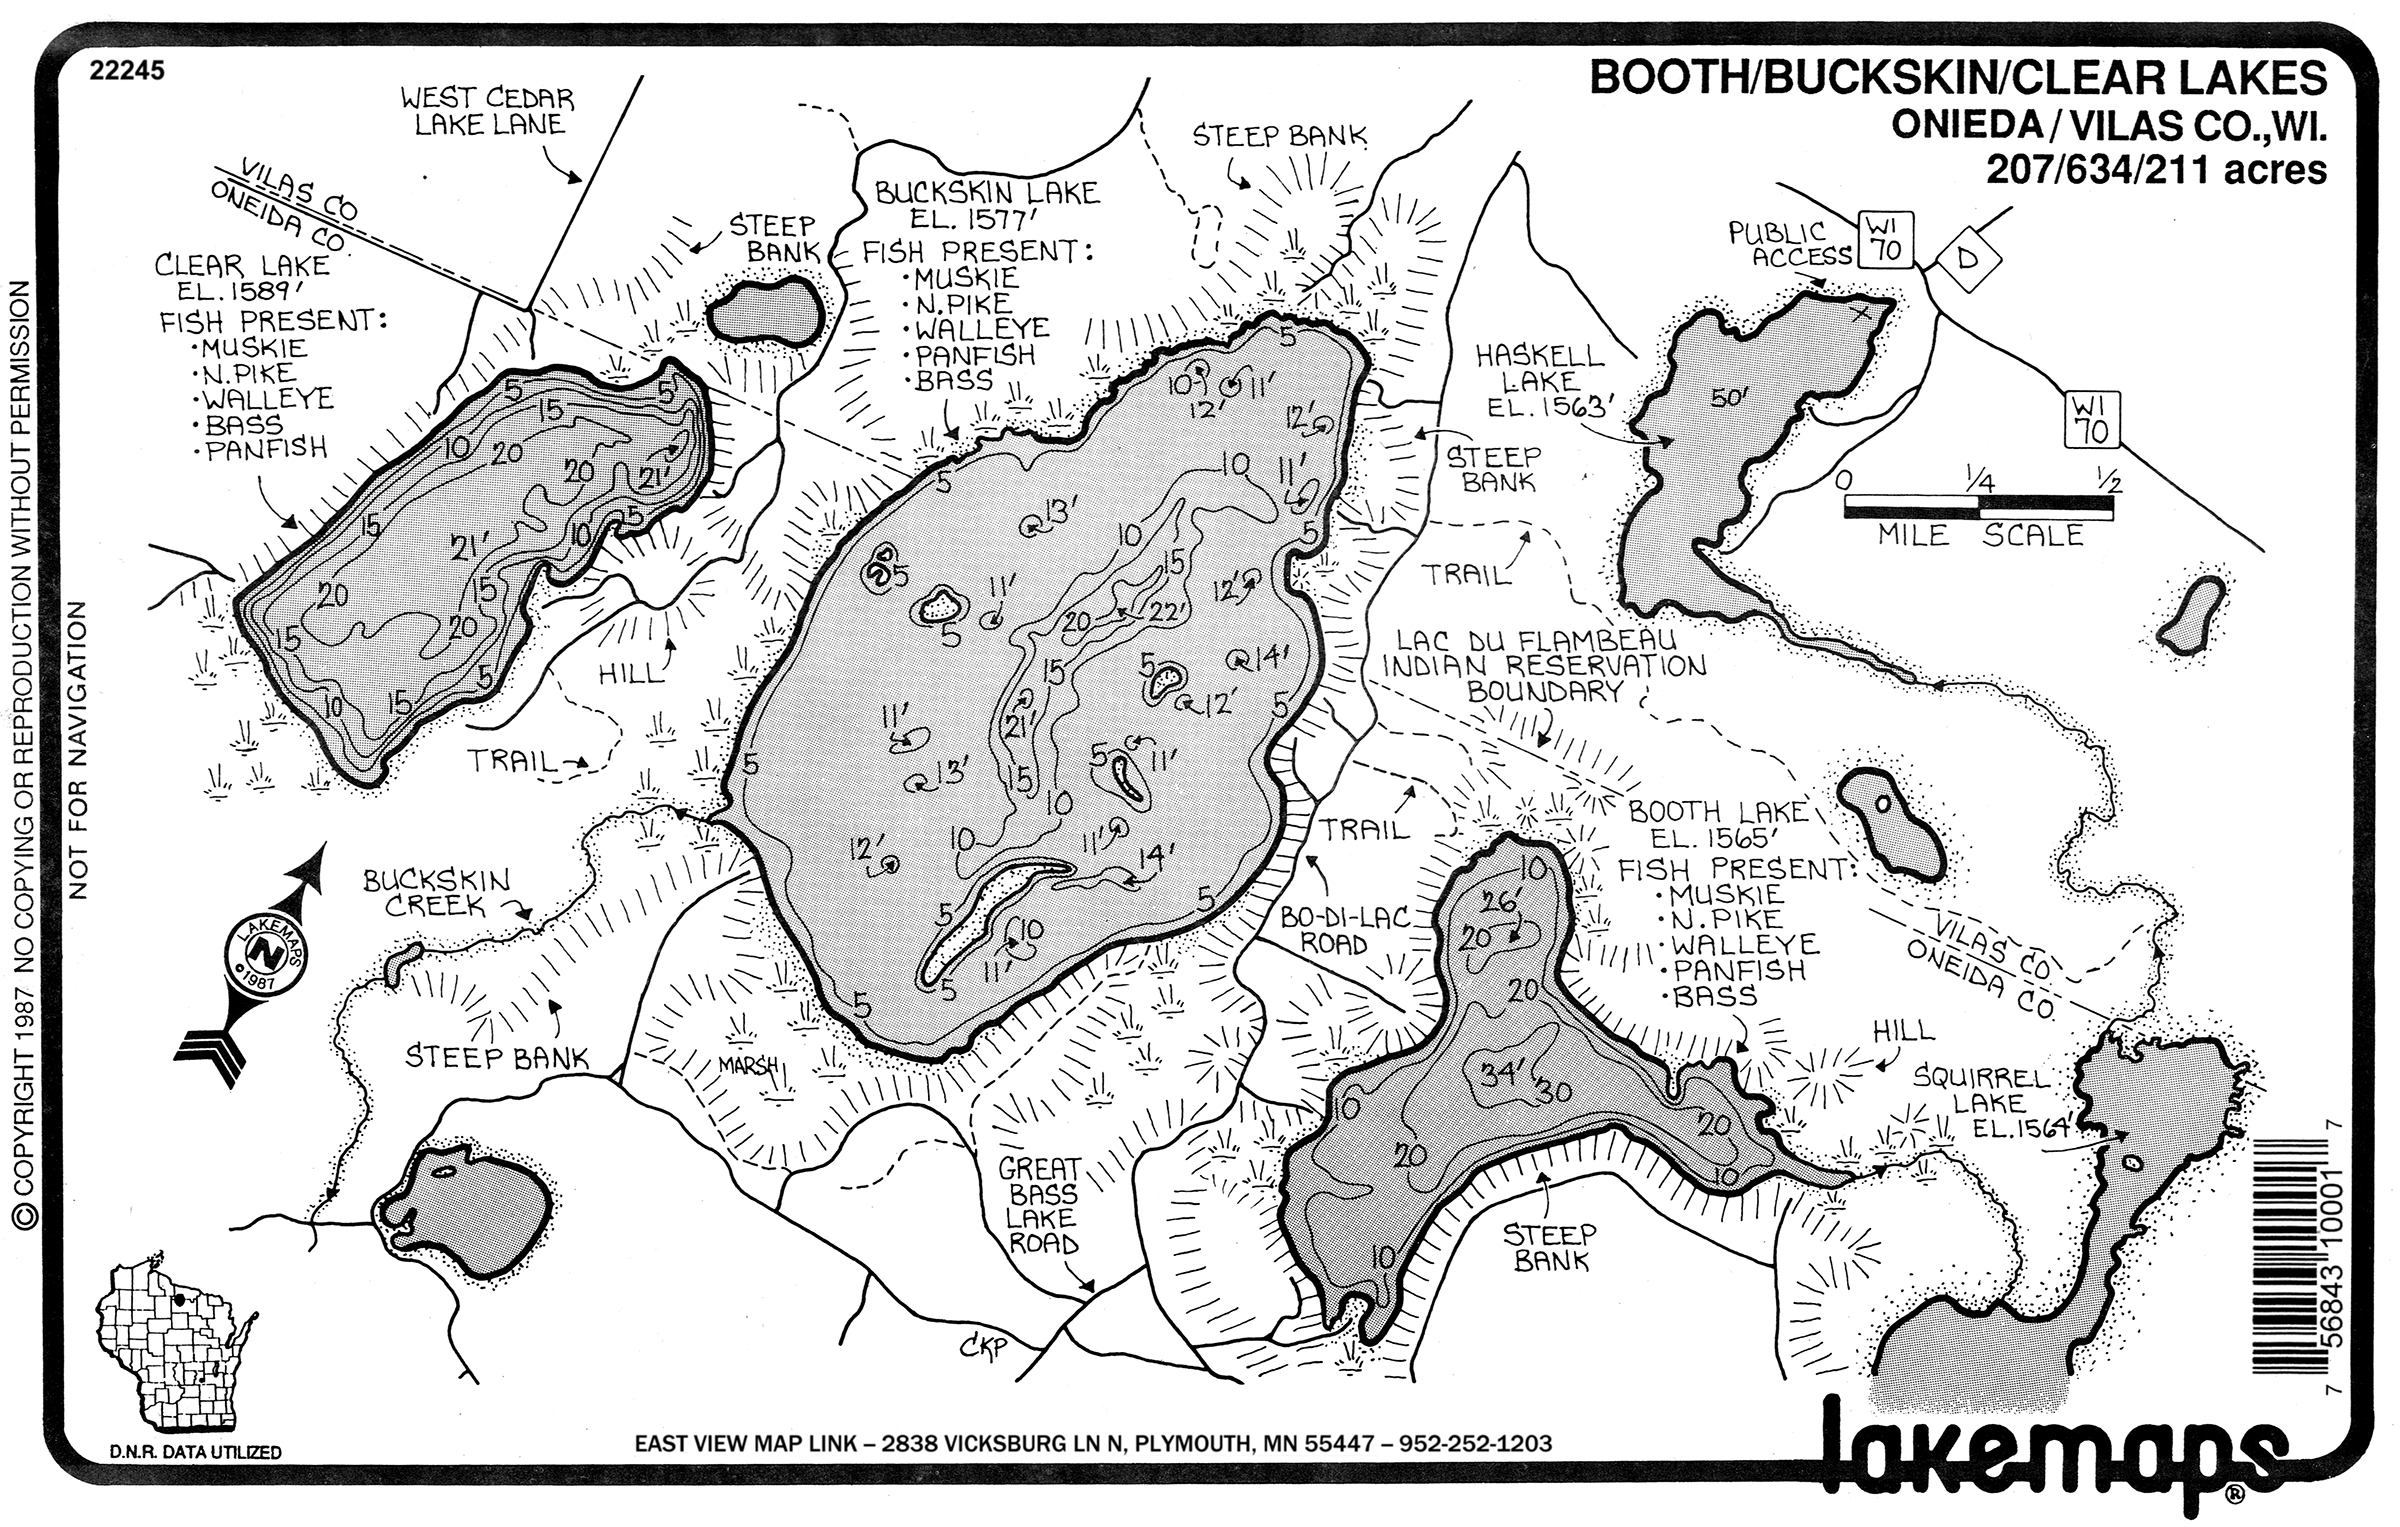 22245
BOOTH/BUCKSKIN/CLEAR LAKES
ONIEDA/VILAS CO.,WI.
207/634/211 acres
WEST CEDAR
LAKE LANE
VILAS CO
ONEIDA CO.
CLEAR LAKE
EL. 1589'
FISH PRESENT:
•MUSKIE
•N.PIKE
•WALLEYE
•BASS
•PANFISH
STEEP
BANK
BUCKSKIN LAKE
EL. 1577'
FISH PRESENT:
•MUSKIE
•N.PIKE
•WALLEYE
•PANFISH
•BASS
STEEP BANK
PUBLIC
ACCESS
WI
70
D
HASKELL
LAKE
EL. 1563'
50'
X
WI
70
0 1/4 1/2
MILE SCALE
STEEP
BANK
TRAIL
LAC DU FLAMBEAU
INDIAN RESERVATION
BOUNDARY
5
15
5
10
20
20
21'
15
21'
10
5
20
15
15
20
10
15
5
HILL
TRAIL
5
10
12'
11'
12'
5
10
11'
13'
10
5
5
15
12'
11'
5
20
22'
15
14'
5
12'
5
21'
11'
5
11'
13'
15
5
10
10
11'
12'
14'
5
5
10
11'
5
5
TRAIL
BO-DI-LAC
ROAD
BOOTH LAKE
EL. 1565'
FISH PRESENT:
•MUSKIE
•N.PIKE
•WALLEYE
•PANFISH
•BASS
VILAS CO
ONEIDA CO.
10
26'
20
20
34'
30
10
20
20
10
10
HILL
SQUIRREL
LAKE
EL. 1564'
STEEP
BANK
BUCKSKIN
CREEK
STEEP BANK
MARSH
GREAT
BASS
LAKE
ROAD
CKP
LAKEMAPS
N
©1987
D.N.R. DATA UTILIZED
EAST VIEW MAP LINK – 2838 VICKSBURG LN N, PLYMOUTH, MN 55447 – 952-252-1203
lakemaps®
7 56843 10001 7
© COPYRIGHT 1987 NO COPYING OR REPRODUCTION WITHOUT PERMISSION
NOT FOR NAVIGATION